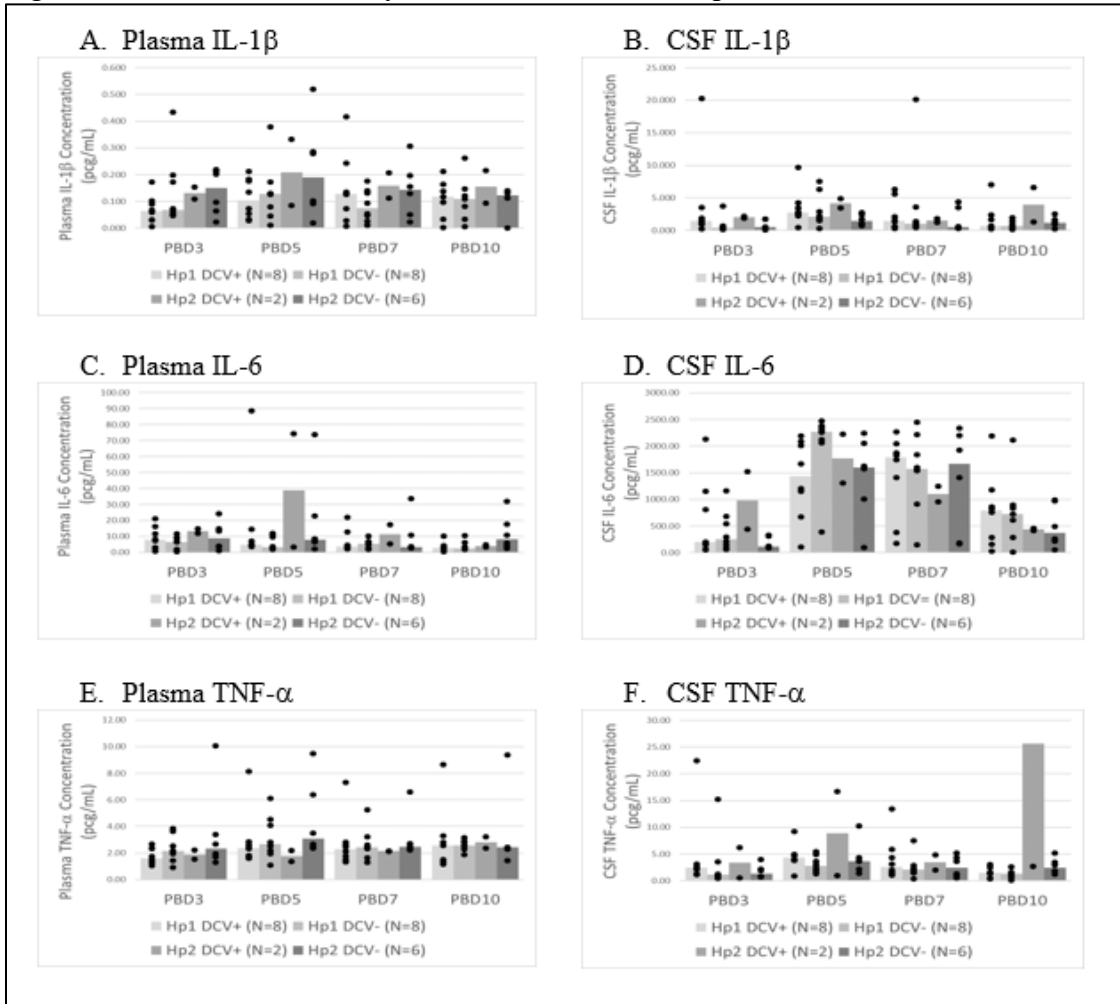 A. Plasma IL-1β
Plasma IL-1β Concentration
(pcg/mL)
0.600
0.500
0.400
0.300
0.200
0.100
0.000
PBD3 PBD5 PBD7 PBD10
Hp1 DCV+ (N=8) Hp1 DCV- (N=8)
Hp2 DCV+ (N=2) Hp2 DCV- (N=6)
B. CSF IL-1β
CSF IL-1β Concentration
(pcg/mL)
25.000
20.000
15.000
10.000
5.000
0.000
PBD3 PBD5 PBD7 PBD10
Hp1 DCV+ (N=8) Hp1 DCV- (N=8)
Hp2 DCV+ (N=2) Hp2 DCV- (N=6)
C. Plasma IL-6
Plasma IL-6 Concentration
(pcg/mL)
100.00
90.00
80.00
70.00
60.00
50.00
40.00
30.00
20.00
10.00
0.00
PBD3 PBD5 PBD7 PBD10
Hp1 DCV+ (N=8) Hp1 DCV- (N=8)
Hp2 DCV+ (N=2) Hp2 DCV- (N=6)
D. CSF IL-6
CSF IL-6 Concentration
(pcg/mL)
3000.00
2500.00
2000.00
1500.00
1000.00
500.00
0.00
PBD3 PBD5 PBD7 PBD10
Hp1 DCV+ (N=8) Hp1 DCV= (N=8)
Hp2 DCV+ (N=2) Hp2 DCV- (N=6)
E. Plasma TNF-α
Plasma TNF-α Concentration
(pcg/mL)
12.00
10.00
8.00
6.00
4.00
2.00
0.00
PBD3 PBD5 PBD7 PBD10
Hp1 DCV+ (N=8) Hp1 DCV- (N=8)
Hp2 DCV+ (N=2) Hp2 DCV- (N=6)
F. CSF TNF-α
CSF TNF-α Concentration
(pcg/mL)
30.00
25.00
20.00
15.00
10.00
5.00
0.00
PBD3 PBD5 PBD7 PBD10
Hp1 DCV+ (N=8) Hp1 DCV- (N=8)
Hp2 DCV+ (N=2) Hp2 DCV- (N=6)